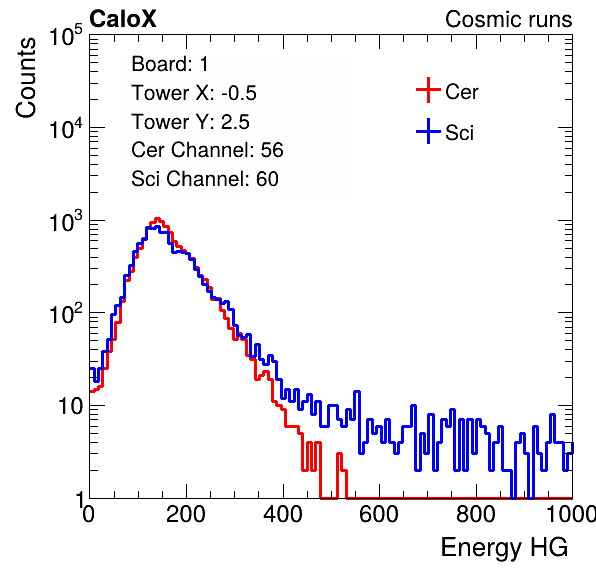 CaloX Cosmic runs
Counts
10^5
10^4
10^3
10^2
10
1
Board: 1
Tower X: -0.5
Tower Y: 2.5
Cer Channel: 56
Sci Channel: 60
Cer
Sci
0 200 400 600 800 1000
Energy HG